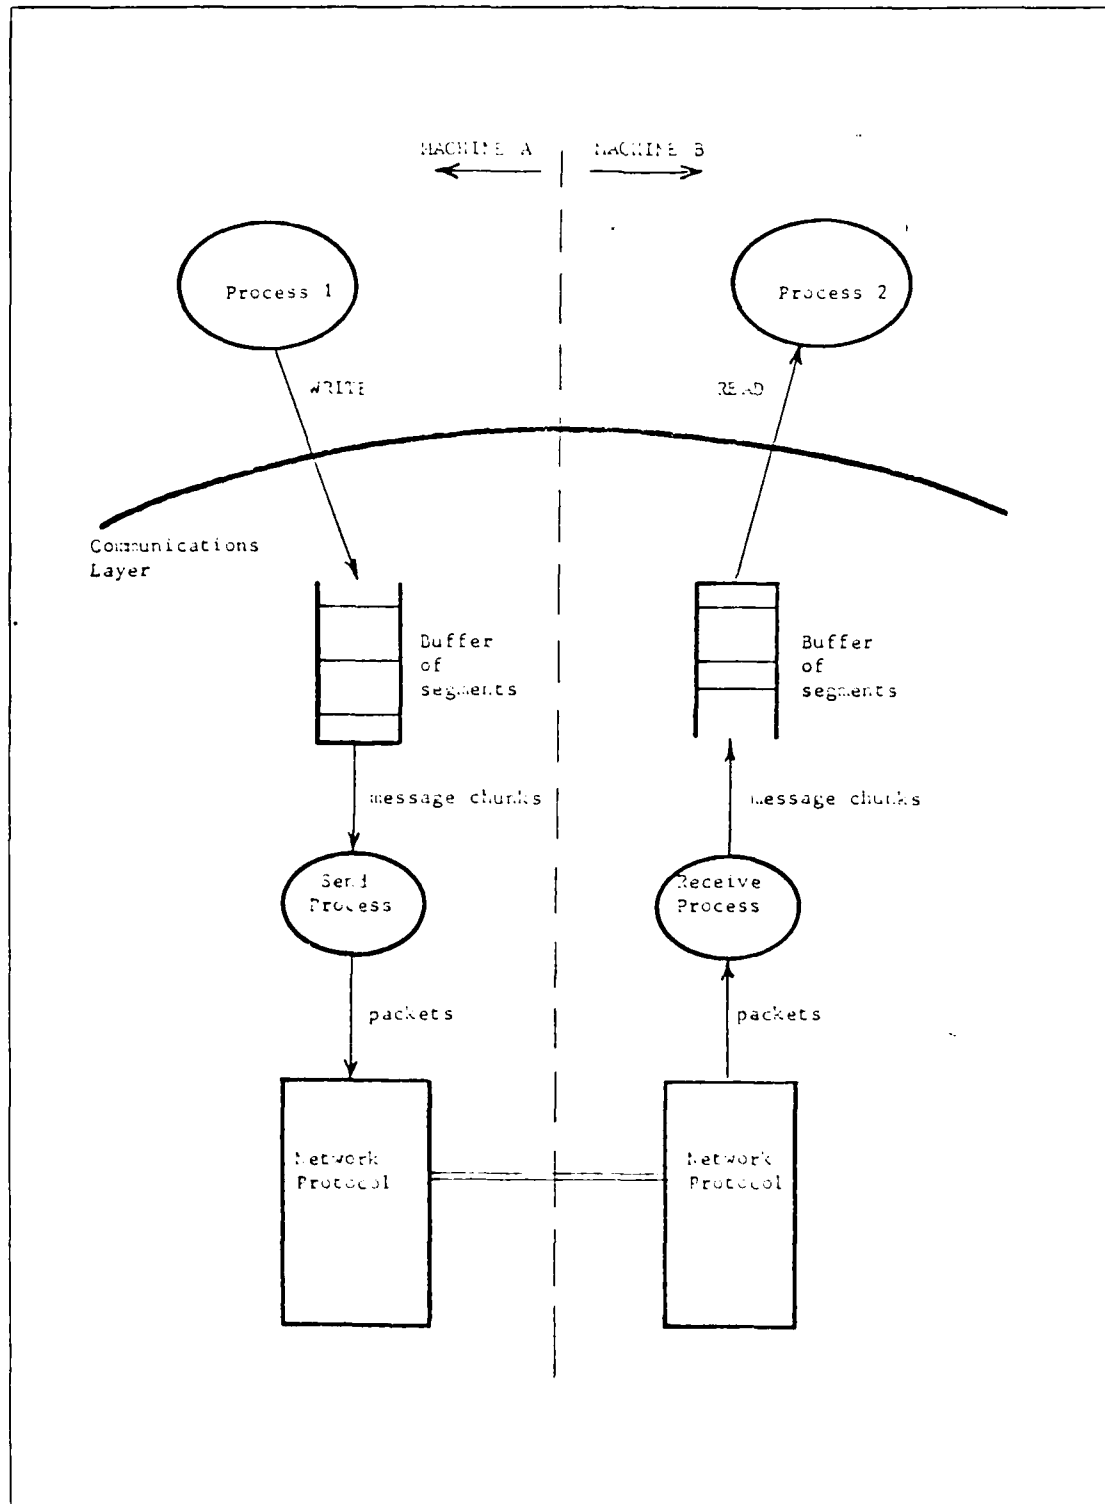 MACHINE A
MACHINE B
Process 1
Process 2
WRITE
READ
Communications
Layer
Buffer
of
segments
Buffer
of
segments
message chunks
message chunks
Send
Process
Receive
Process
packets
packets
Network
Protocol
Network
Protocol